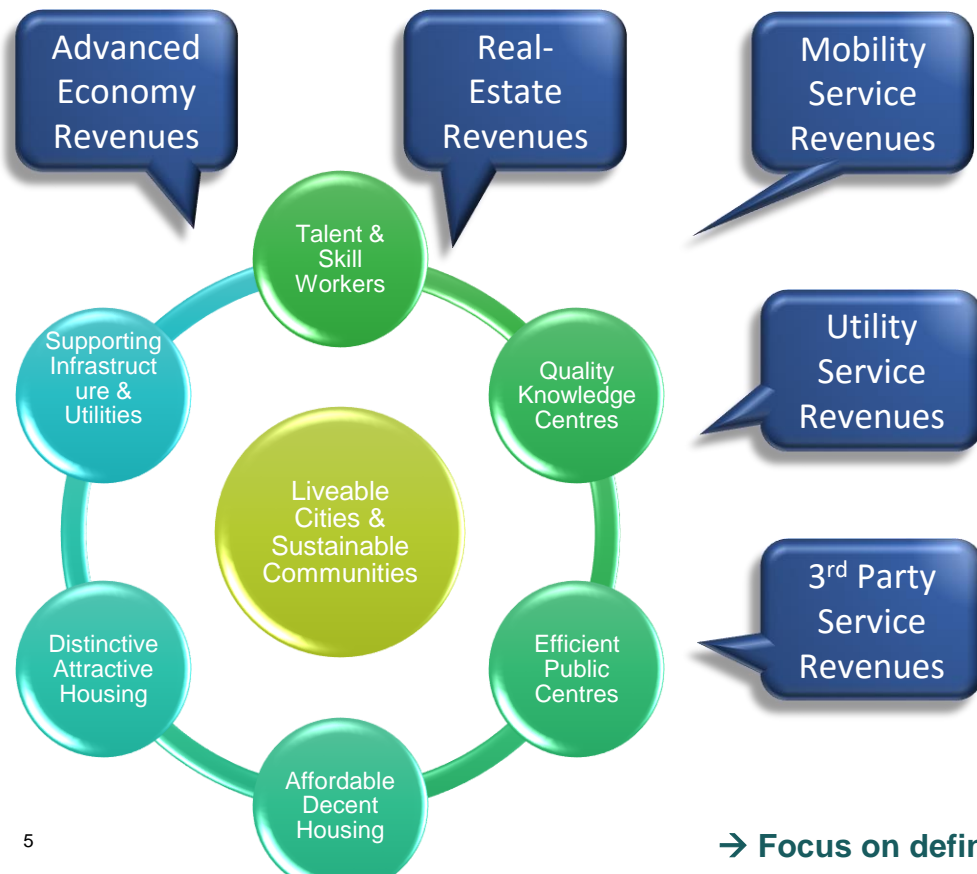 Advanced
Economy
Revenues
Real-
Estate
Revenues
Mobility
Service
Revenues
Talent &
Skill
Workers
Supporting
Infrastruct
ure &
Utilities
Quality
Knowledge
Centres
Utility
Service
Revenues
Liveable
Cities &
Sustainable
Communities
3rd Party
Service
Revenues
Distinctive
Attractive
Housing
Efficient
Public
Centres
Affordable
Decent
Housing
5
→ Focus on defin